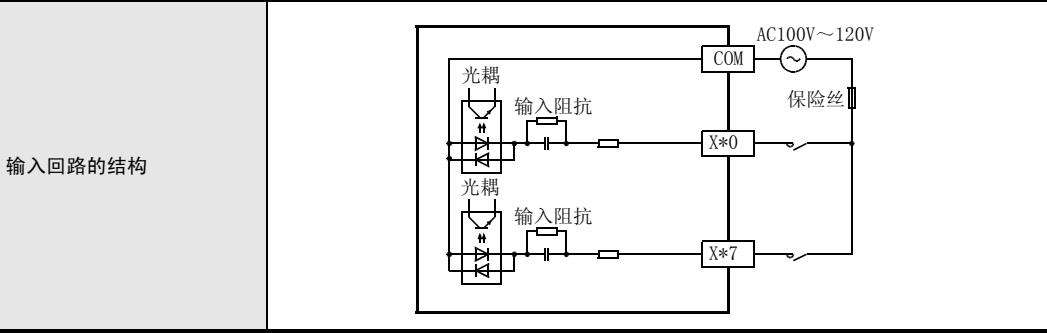 AC100V～120V
COM
光耦
保险丝
输入阻抗
X*0
输入回路的结构
光耦
输入阻抗
X*7